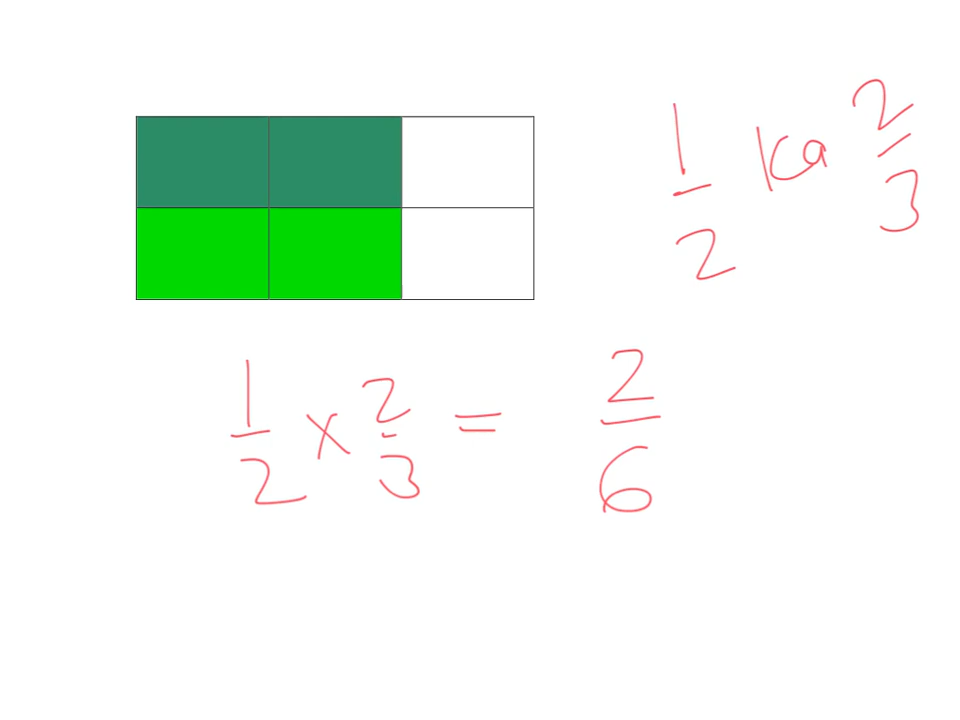 1/2 ka 2/3
1/2 x 2/3 = 2/6